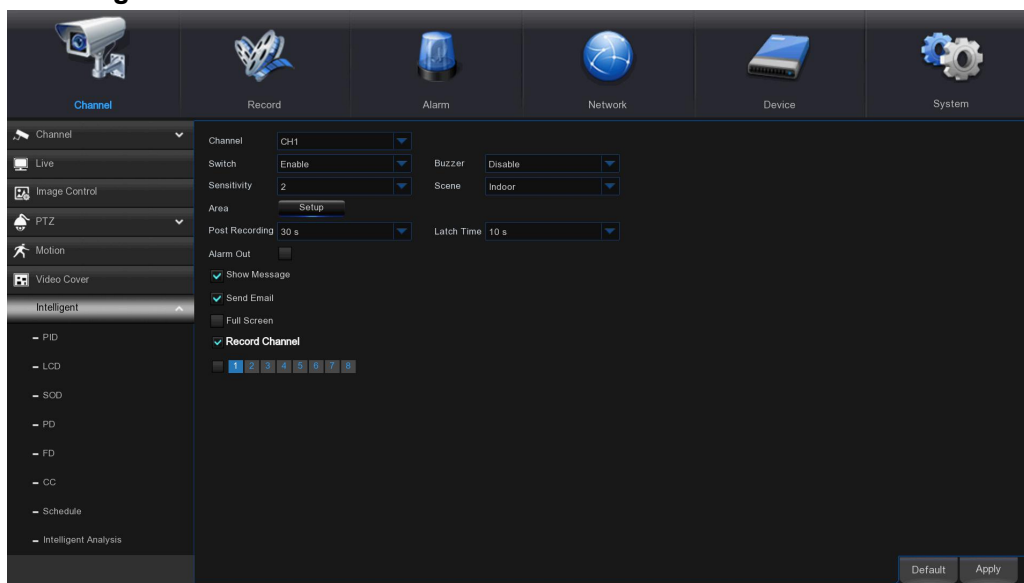 Channel Record Alarm Network Device System
Channel
Live
Image Control
PTZ
Motion
Video Cover
Intelligent
PID
LCD
SOD
PD
FD
CC
Schedule
Intelligent Analysis
Channel CH1
Switch Enable Buzzer Disable
Sensitivity 2 Scene Indoor
Area Setup
Post Recording 30 s Latch Time 10 s
Alarm Out
Show Message
Send Email
Full Screen
Record Channel
1 2 3 4 5 6 7 8
Default Apply